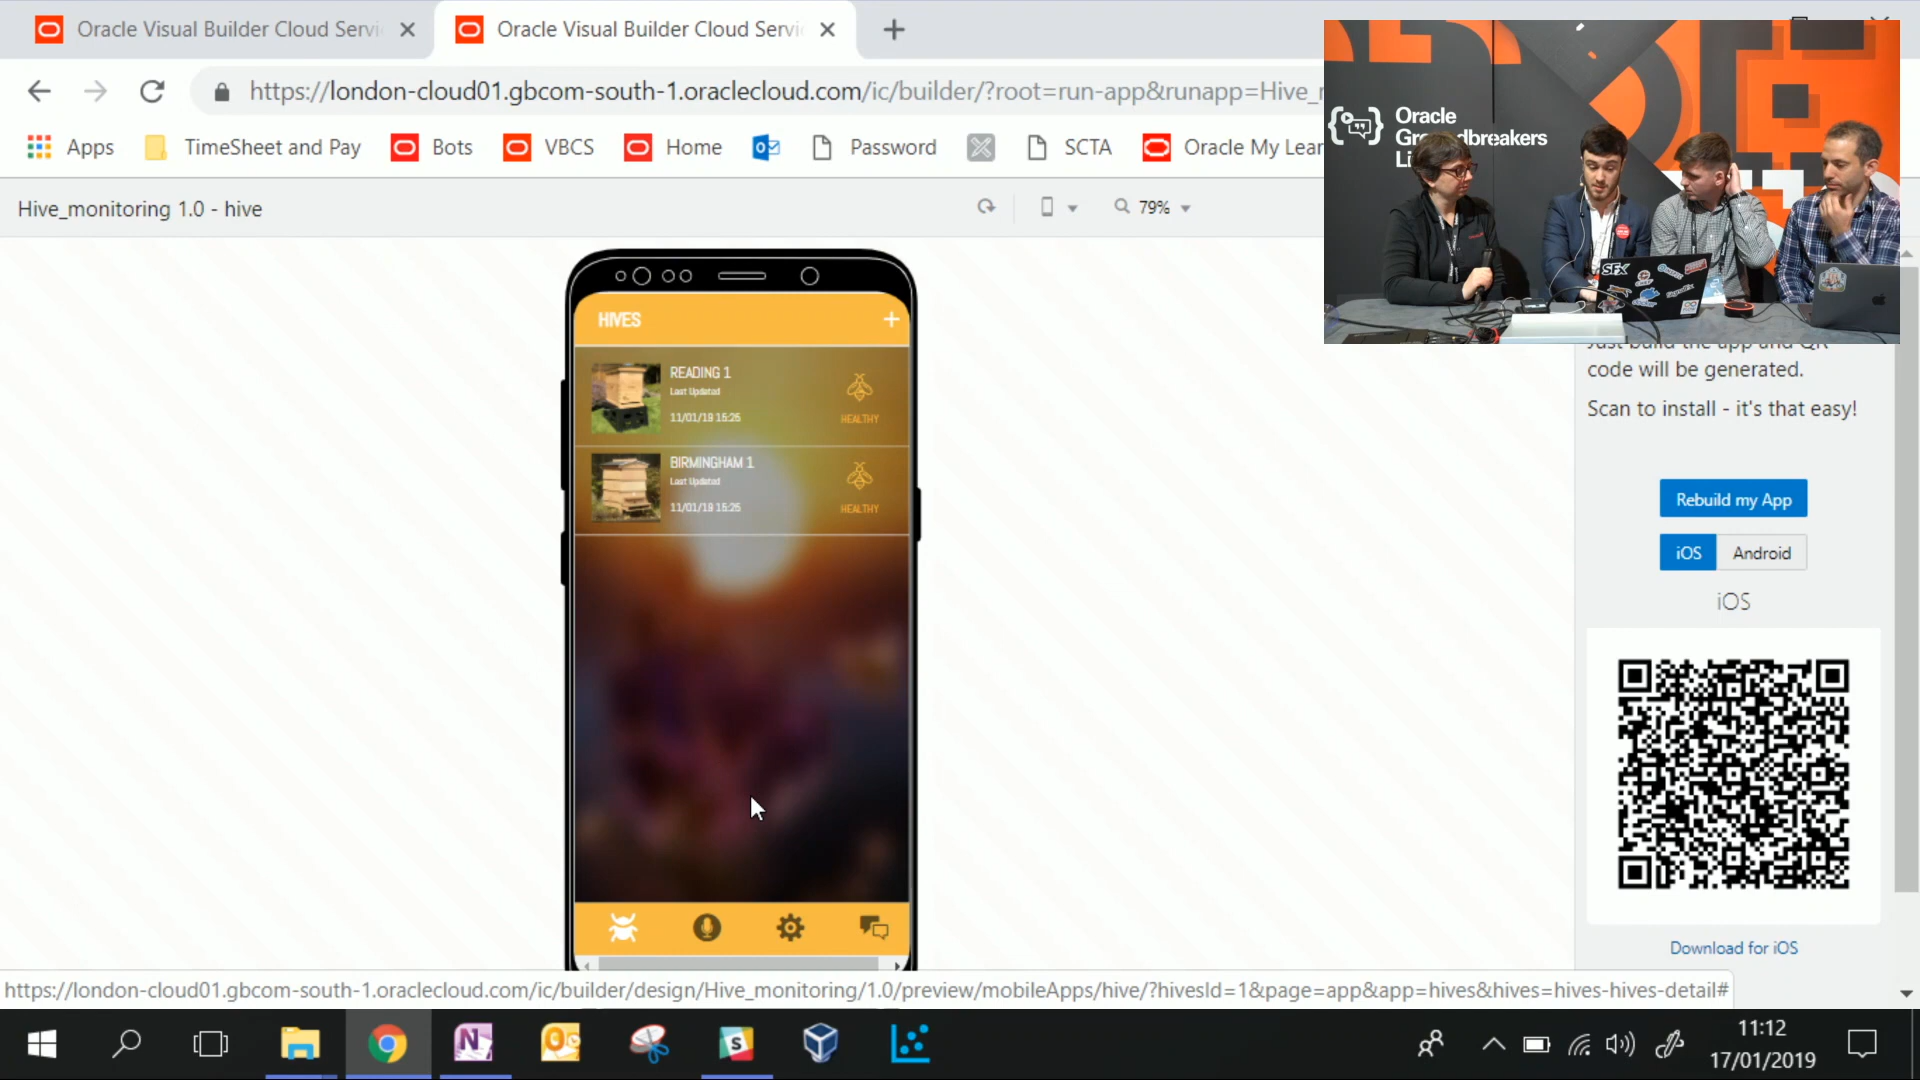 Oracle Visual Builder Cloud Servi
Oracle Visual Builder Cloud Servi
https://london-cloud01.gbcom-south-1.oraclecloud.com/ic/builder/?root=run-app&runapp=Hive_
Apps
TimeSheet and Pay
Bots
VBCS
Home
Password
SCTA
Oracle My Lear
Oracle
Hive_monitoring 1.0 - hive
79%
HIVES
READING 1
Last Updated
11/01/19 15:25
HEALTHY
BIRMINGHAM 1
Last Updated
11/01/19 15:25
HEALTHY
Just build the app and QR
code will be generated.
Scan to install - it's that easy!
Rebuild my App
iOS
Android
iOS
Download for iOS
https://london-cloud01.gbcom-south-1.oraclecloud.com/ic/builder/design/Hive_monitoring/1.0/preview/mobileApps/hive/?hivesId=1&page=app&app=hives&hives=hives-hives-detail#
11:12
17/01/2019